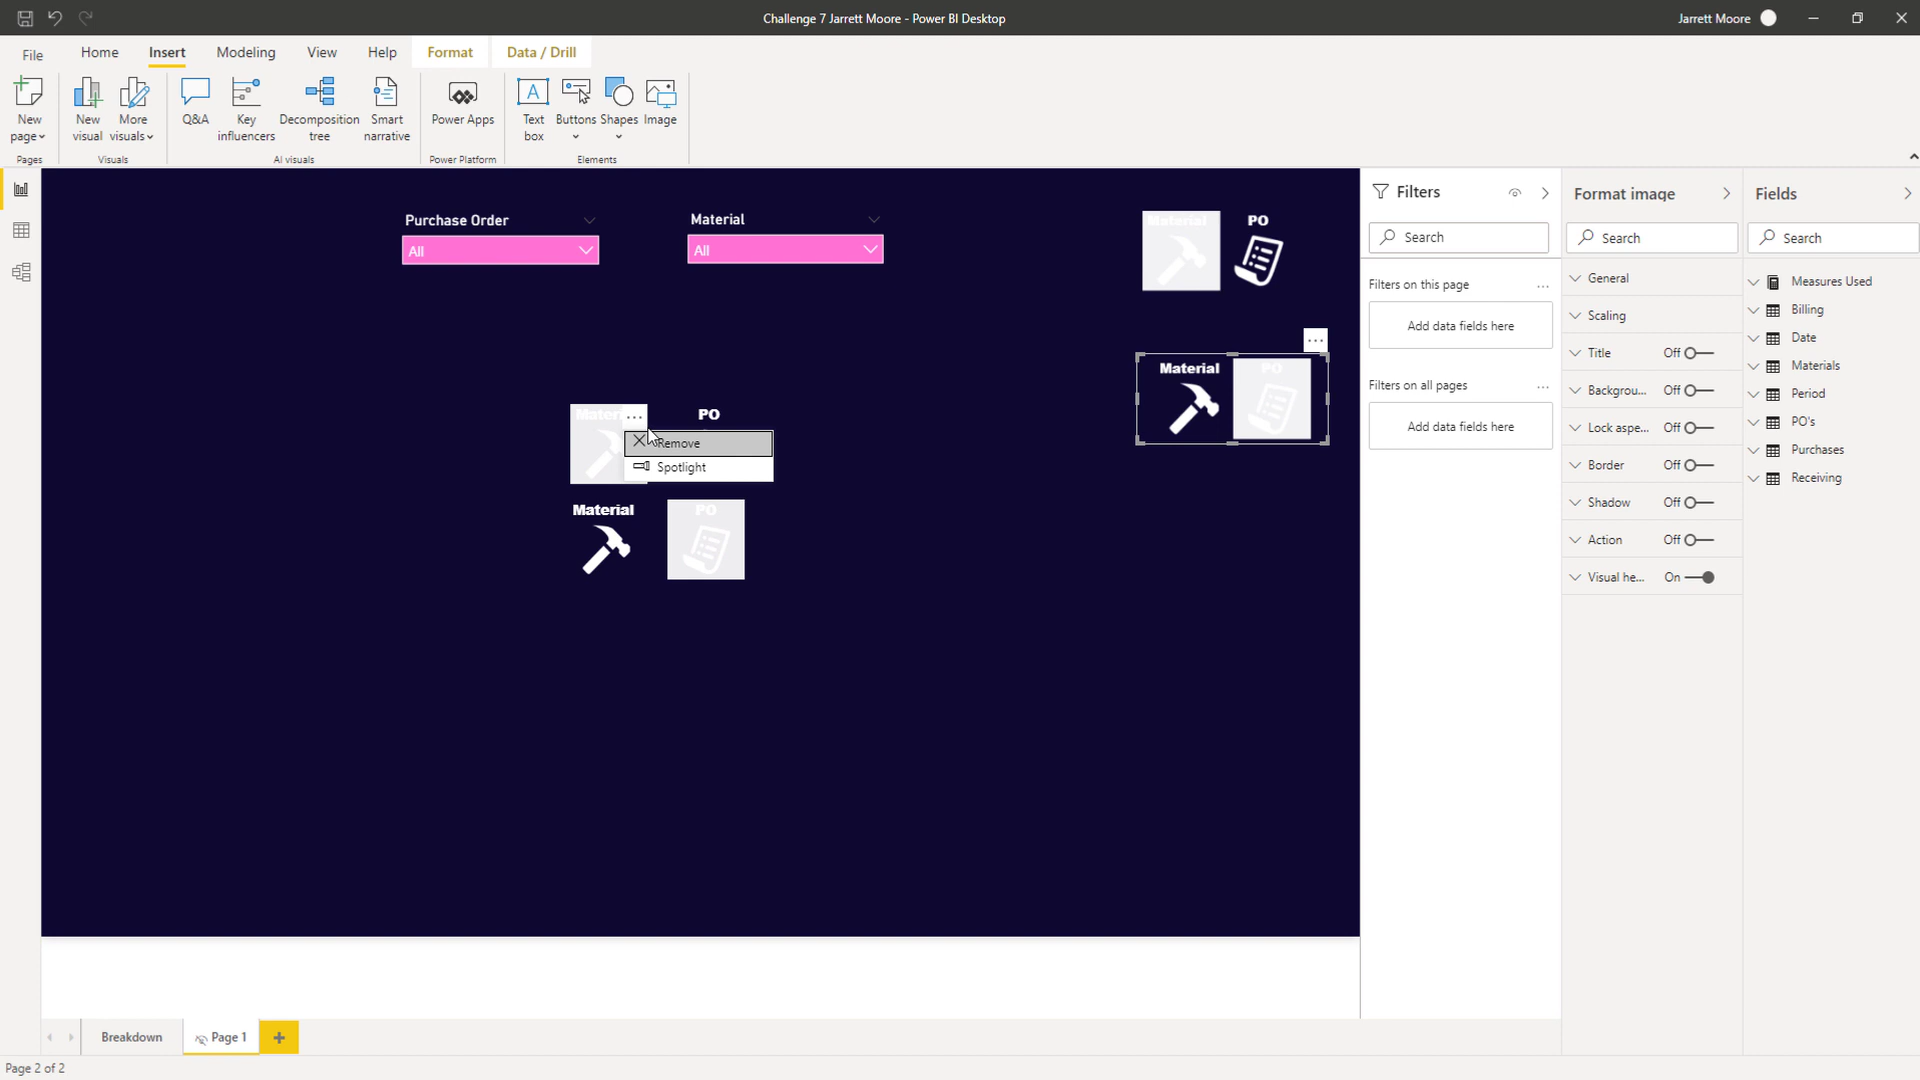 Challenge 7 Jarrett Moore - Power BI Desktop
Jarrett Moore
File
Home
Insert
Modeling
View
Help
Format
Data / Drill
New page
New visual
More visuals
Q&A
Key influencers
Decomposition tree
Smart narrative
Power Apps
Text box
Buttons
Shapes
Image
Pages
Visuals
AI visuals
Power Platform
Elements
Purchase Order
All
Material
All
Material
PO
Material
PO
PO
Remove
Spotlight
Material
PO
Filters
Search
Filters on this page
Add data fields here
Filters on all pages
Add data fields here
Format image
Search
General
Scaling
Title Off
Backgrou... Off
Lock aspe... Off
Border Off
Shadow Off
Action Off
Visual he... On
Fields
Search
Measures Used
Billing
Date
Materials
Period
PO's
Purchases
Receiving
Breakdown
Page 1
Page 2 of 2